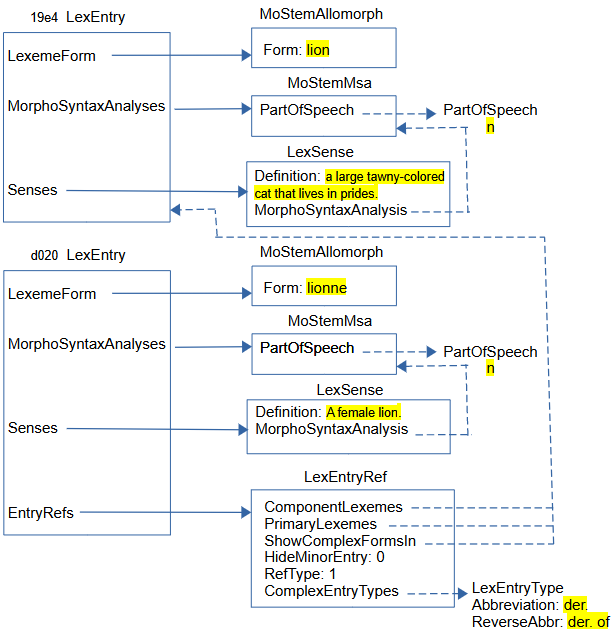 19e4 LexEntry
MoStemAllomorph
LexemeForm
Form: lion
MoStemMsa
MorphoSyntaxAnalyses
PartOfSpeech
PartOfSpeech
n
LexSense
Senses
Definition: a large tawny-colored
cat that lives in prides.
MorphoSyntaxAnalysis
d020 LexEntry
MoStemAllomorph
LexemeForm
Form: lionne
MoStemMsa
MorphoSyntaxAnalyses
PartOfSpeech
PartOfSpeech
n
LexSense
Senses
Definition: A female lion.
MorphoSyntaxAnalysis
LexEntryRef
EntryRefs
ComponentLexemes
PrimaryLexemes
ShowComplexFormsIn
HideMinorEntry: 0
RefType: 1
ComplexEntryTypes
LexEntryType
Abbreviation: der.
ReverseAbbr: der. of